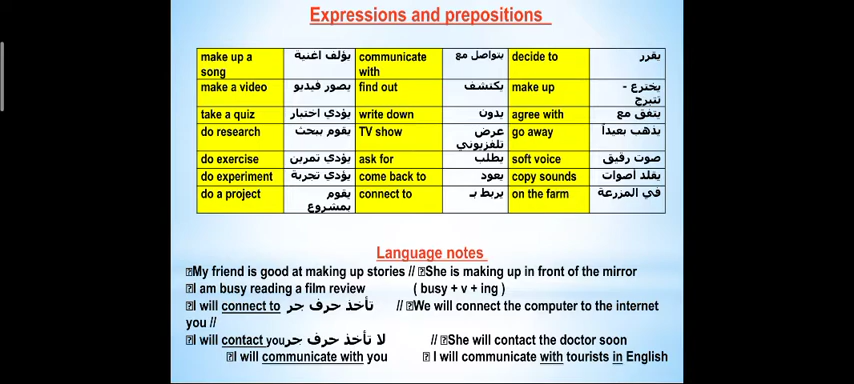 Expressions and prepositions
make up a song يؤلف اغنية communicate with يتواصل مع decide to يقرر
make a video يصور فيديو find out يكتشف make up يخترع - تتبرج
take a quiz يؤدي اختبار write down يدون agree with يتفق مع
do research يقوم ببحث TV show عرض تلفزيوني go away يذهب بعيداً
do exercise يؤدي تمرين ask for يطلب soft voice صوت رقيق
do experiment يؤدي تجربة come back to يعود copy sounds يقلد أصوات
do a project يقوم بمشروع connect to يربط بـ on the farm في المزرعة
Language notes
My friend is good at making up stories // She is making up in front of the mirror
I am busy reading a film review ( busy + v + ing )
I will connect to تأخذ حرف جر // We will connect the computer to the internet
you //
I will contact you لا تأخذ حرف جر // She will contact the doctor soon
I will communicate with you I will communicate with tourists in English